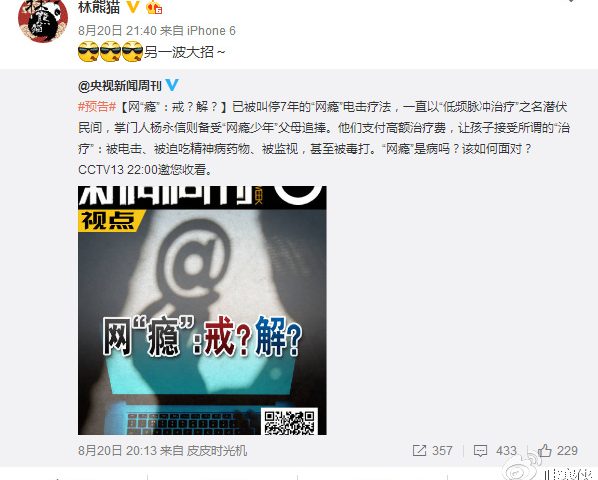 林熊猫
8月20日 21:40 来自 iPhone 6
另一波大招~
@央视新闻周刊
#预告#【网“瘾”：戒？解？】已被叫停7年的“网瘾”电击疗法，一直以“低频脉冲治疗”之名潜伏
民间，掌门人杨永信则备受“网瘾少年”父母追捧。他们支付高额治疗费，让孩子接受所谓的“治
疗”：被电击、被迫吃精神病药物、被监视，甚至被毒打。“网瘾”是病吗？该如何面对？
CCTV13 22:00邀您收看。
新闻周刊
视点
@
网“瘾”:戒?解?
8月20日 20:13 来自 皮皮时光机
357
433
229